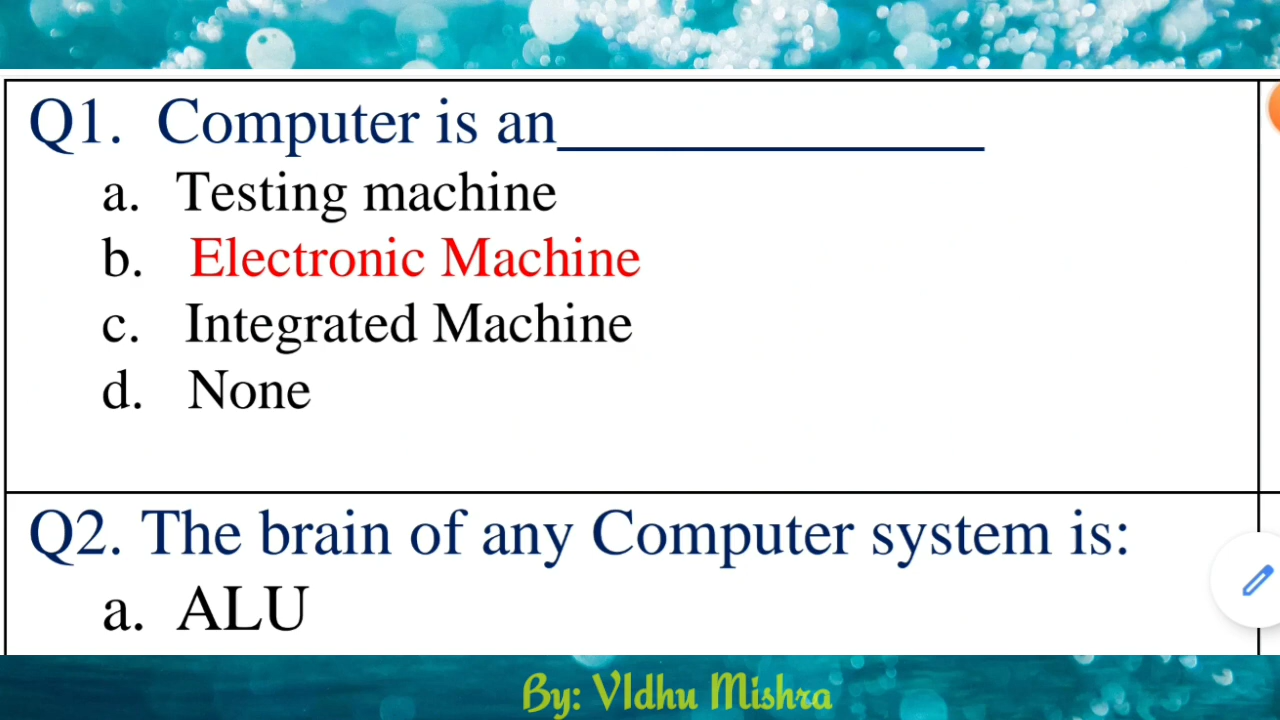 Q1. Computer is an_______________
a. Testing machine
b. Electronic Machine
c. Integrated Machine
d. None
Q2. The brain of any Computer system is:
a. ALU
By: VIdhu Mishra